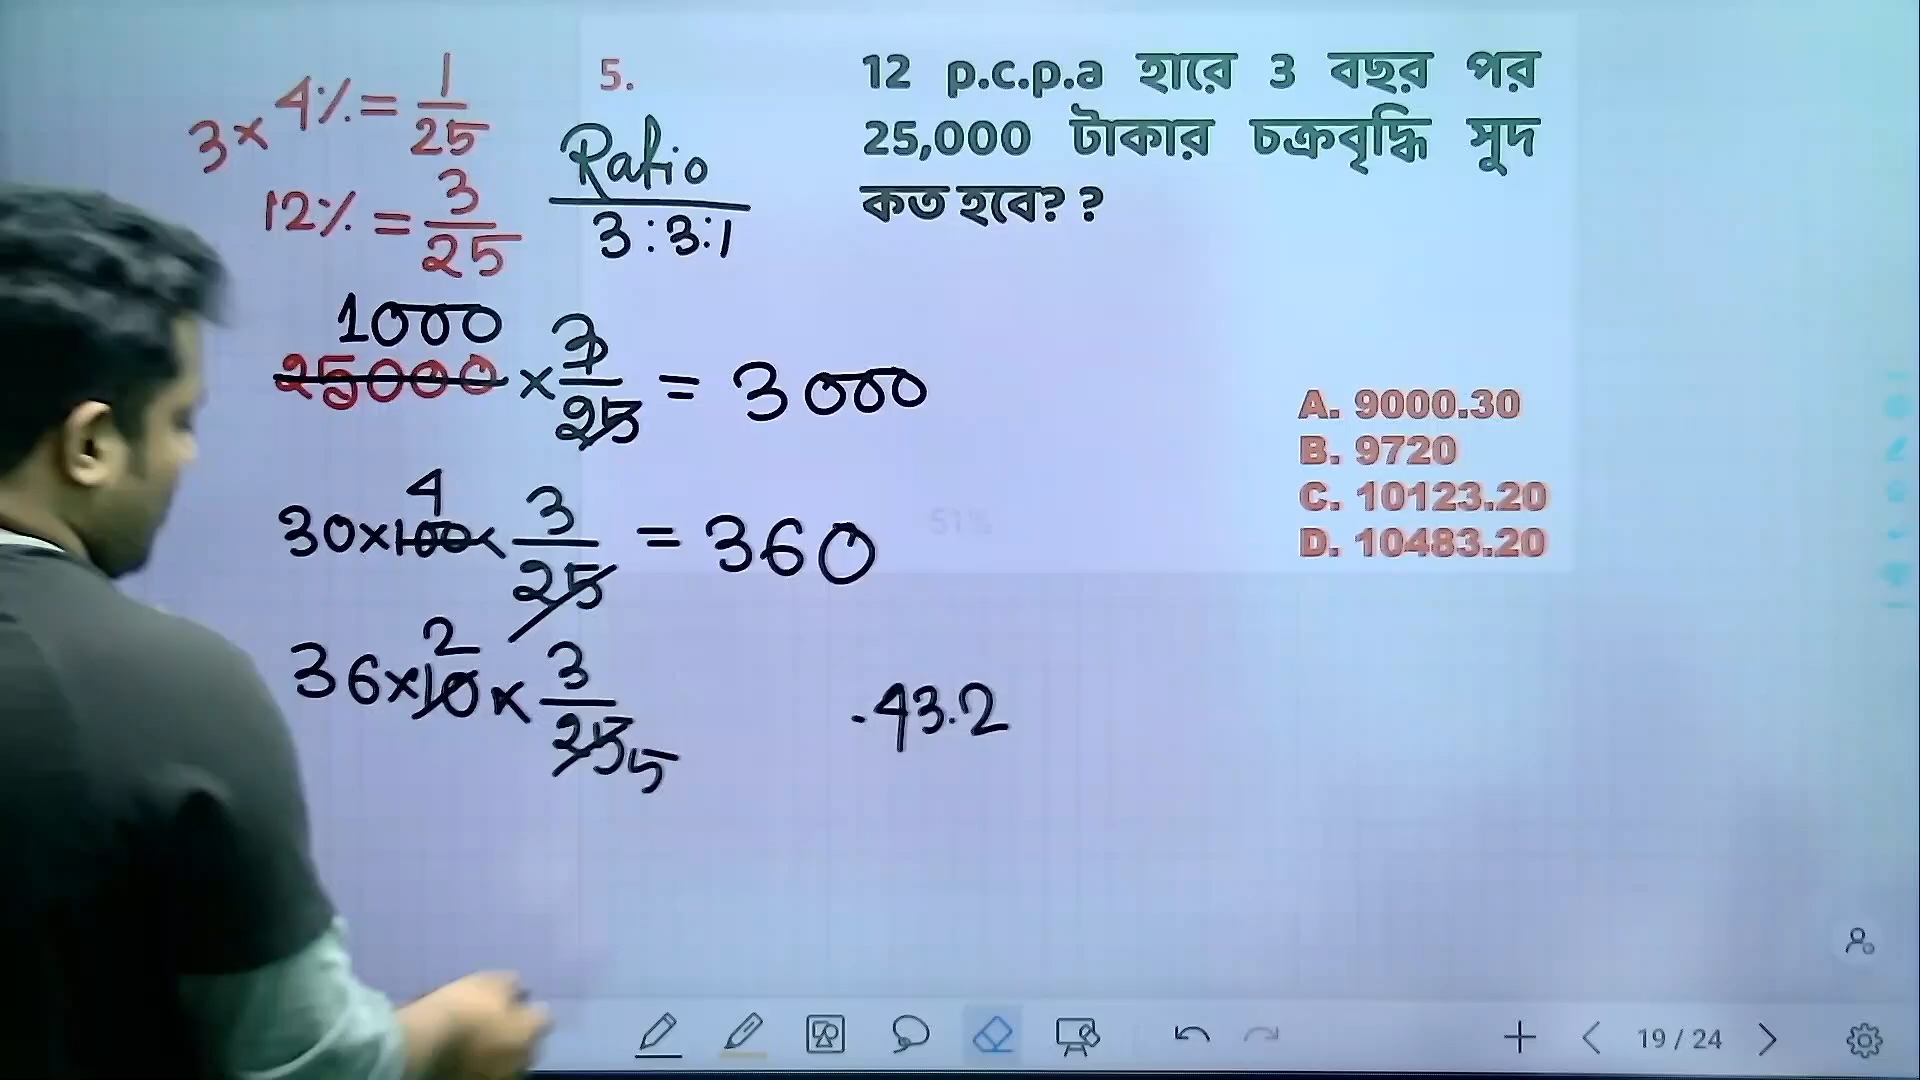 3 × 4% = 1/25
12% = 3/25
5.
Ratio
3 : 3 : 1
12 p.c.p.a হারে 3 বছর পর
25,000 টাকার চক্রবৃদ্ধি সুদ
কত হবে? ?
1000
25000 × 3/25 = 3000
4
30×100× 3/25 = 360
2
36×10× 3/25 5
.43.2
A. 9000.30
B. 9720
C. 10123.20
D. 10483.20
51%
19 / 24